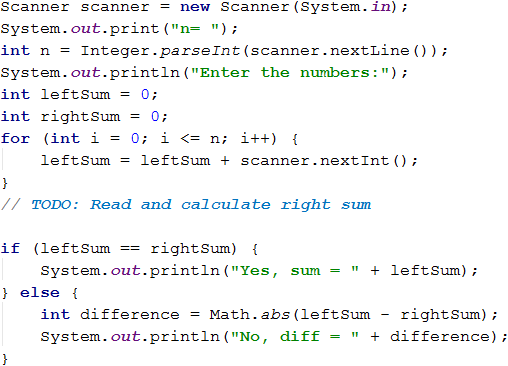 Scanner scanner = new Scanner(System.in);
System.out.print("n= ");
int n = Integer.parseInt(scanner.nextLine());
System.out.println("Enter the numbers:");
int leftSum = 0;
int rightSum = 0;
for (int i = 0; i <= n; i++) {
    leftSum = leftSum + scanner.nextInt();
}
// TODO: Read and calculate right sum
if (leftSum == rightSum) {
    System.out.println("Yes, sum = " + leftSum);
} else {
    int difference = Math.abs(leftSum - rightSum);
    System.out.println("No, diff = " + difference);
}